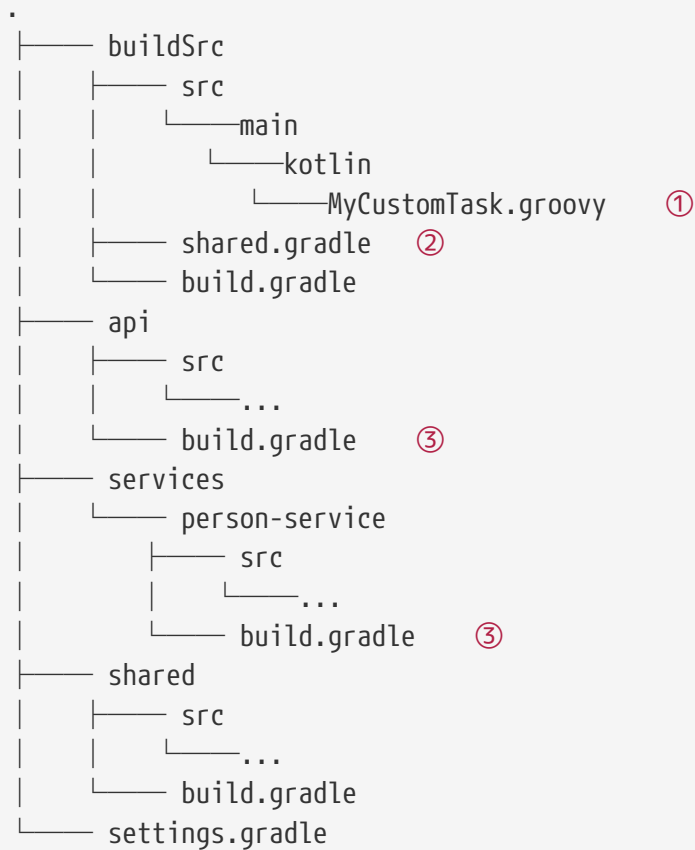 .
├── buildSrc
│   ├── src
│   │   └──main
│   │      └──kotlin
│   │         └──MyCustomTask.groovy   ①
│   ├── shared.gradle   ②
│   └── build.gradle
├── api
│   ├── src
│   │   └──...
│   └── build.gradle   ③
├── services
│   └── person-service
│       ├── src
│       │   └──...
│       └── build.gradle   ③
├── shared
│   ├── src
│   │   └──...
│   └── build.gradle
└── settings.gradle